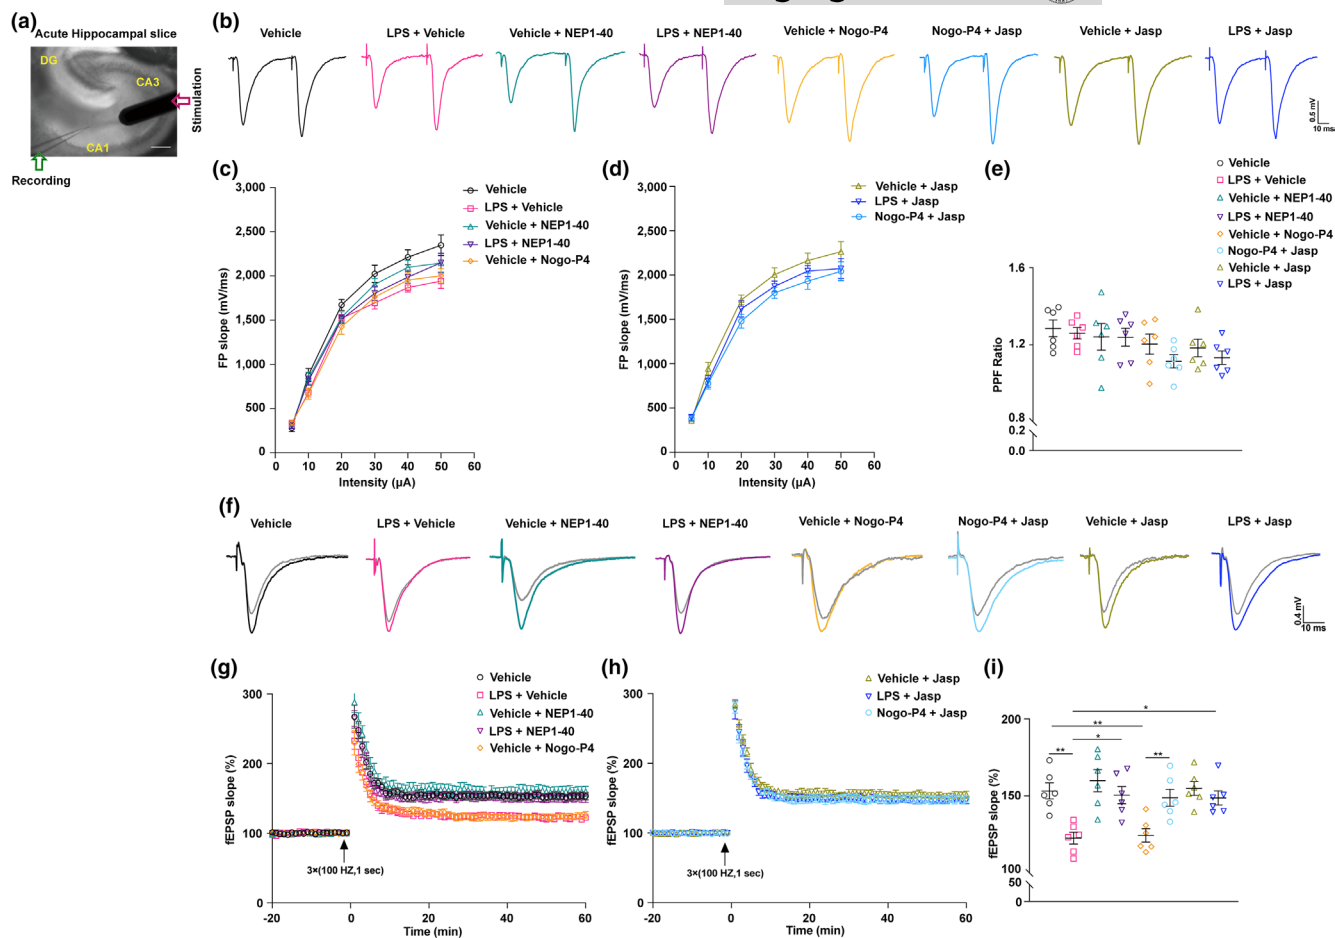 (a)
Acute Hippocampal slice
DG
CA3
CA1
Stimulation
Recording
(b)
Vehicle
LPS + Vehicle
Vehicle + NEP1-40
LPS + NEP1-40
Vehicle + Nogo-P4
Nogo-P4 + Jasp
Vehicle + Jasp
LPS + Jasp
0.5 mV
10 ms
(c)
3,000
2,500
2,000
1,500
1,000
500
0
FP slope (mV/ms)
0
10
20
30
40
50
60
Intensity (µA)
Vehicle
LPS + Vehicle
Vehicle + NEP1-40
LPS + NEP1-40
Vehicle + Nogo-P4
(d)
3,000
2,500
2,000
1,500
1,000
500
0
FP slope (mV/ms)
0
10
20
30
40
50
60
Intensity (µA)
Vehicle + Jasp
LPS + Jasp
Nogo-P4 + Jasp
(e)
Vehicle
LPS + Vehicle
Vehicle + NEP1-40
LPS + NEP1-40
Vehicle + Nogo-P4
Nogo-P4 + Jasp
Vehicle + Jasp
LPS + Jasp
1.6
1.2
0.8
0.2
0.0
PPF Ratio
(f)
Vehicle
LPS + Vehicle
Vehicle + NEP1-40
LPS + NEP1-40
Vehicle + Nogo-P4
Nogo-P4 + Jasp
Vehicle + Jasp
LPS + Jasp
0.4 mV
10 ms
(g)
300
200
100
0
fEPSP slope (%)
-20
0
20
40
60
Time (min)
3×(100 HZ,1 sec)
Vehicle
LPS + Vehicle
Vehicle + NEP1-40
LPS + NEP1-40
Vehicle + Nogo-P4
(h)
300
200
100
0
fEPSP slope (%)
-20
0
20
40
60
Time (min)
3×(100 HZ,1 sec)
Vehicle + Jasp
LPS + Jasp
Nogo-P4 + Jasp
(i)
200
150
100
50
0
fEPSP slope (%)
*
**
*
**
**